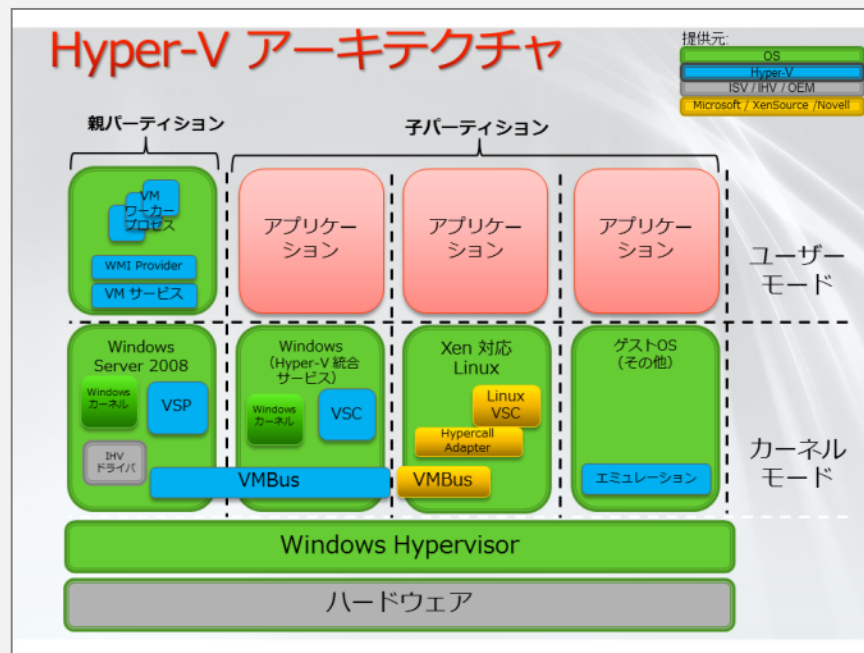 Hyper-V アーキテクチャ
提供元:
OS
Hyper-V
ISV / IHV / OEM
Microsoft / XenSource /Novell
親パーティション
子パーティション
VM
ワーカー
プロセス
WMI Provider
VM サービス
アプリケー
ション
アプリケー
ション
アプリケー
ション
ユーザー
モード
Windows
Server 2008
Windows
カーネル
VSP
IHV
ドライバ
Windows
（Hyper-V 統合
サービス）
Windows
カーネル
VSC
VMBus
Xen 対応
Linux
Linux
VSC
Hypercall
Adapter
VMBus
ゲストOS
（その他）
エミュレーション
カーネル
モード
Windows Hypervisor
ハードウェア